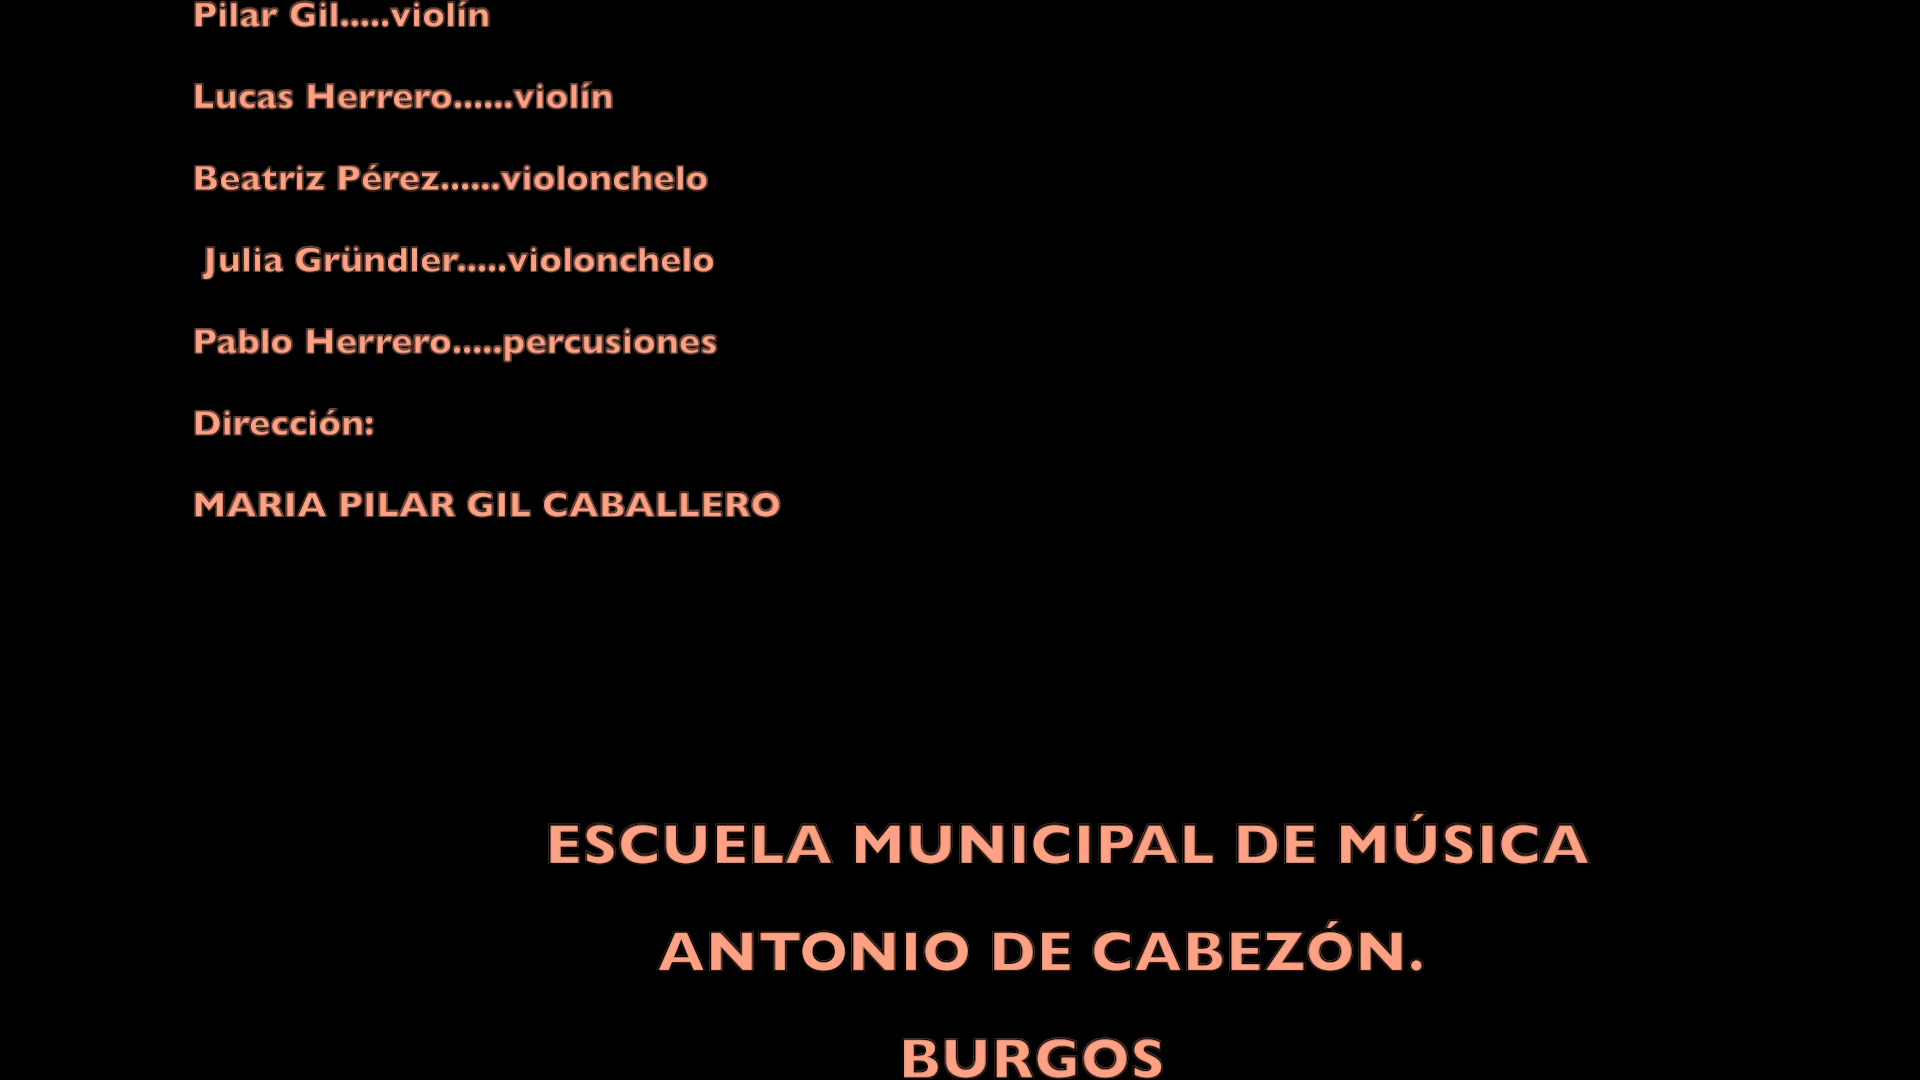 Pilar Gil.....violín
Lucas Herrero......violín
Beatriz Pérez......violonchelo
Julia Gründler.....violonchelo
Pablo Herrero.....percusiones
Dirección:
MARIA PILAR GIL CABALLERO
ESCUELA MUNICIPAL DE MÚSICA
ANTONIO DE CABEZÓN.
BURGOS